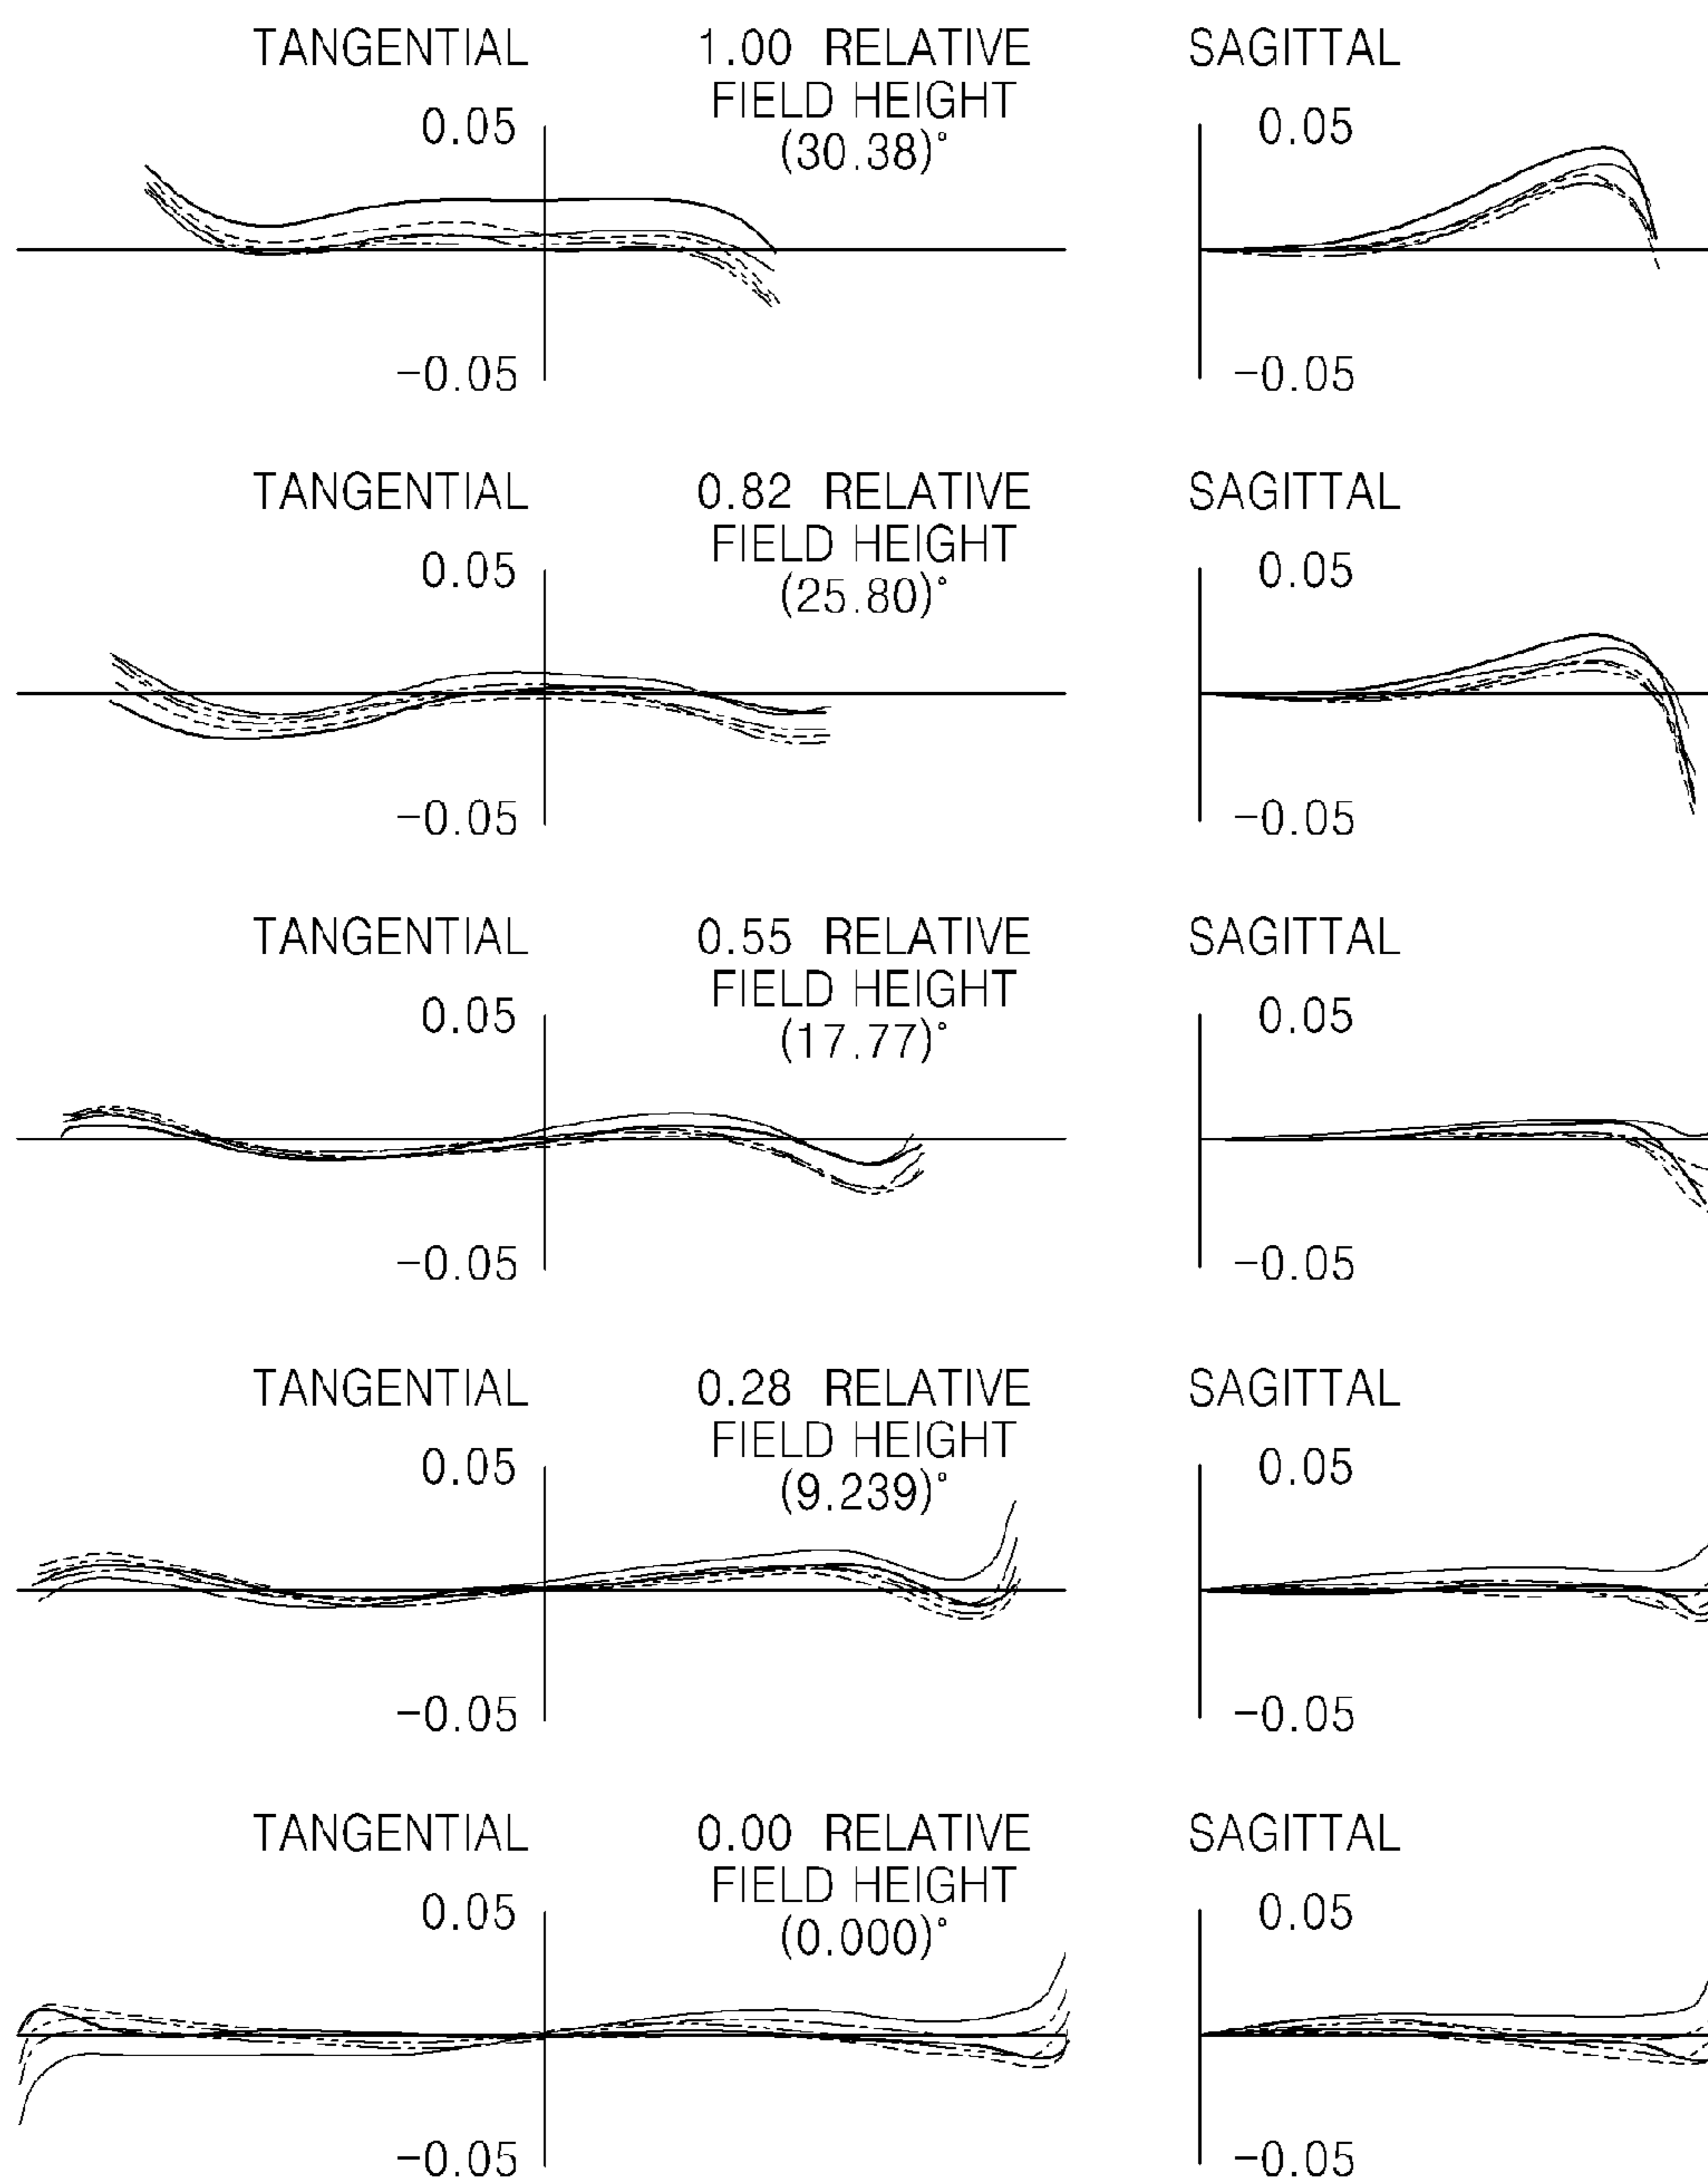 TANGENTIAL 1.00 RELATIVE SAGITTAL
FIELD HEIGHT
0.05 (30.38)° 0.05
-0.05 -0.05
TANGENTIAL 0.82 RELATIVE SAGITTAL
FIELD HEIGHT
0.05 (25.80)° 0.05
-0.05 -0.05
TANGENTIAL 0.55 RELATIVE SAGITTAL
FIELD HEIGHT
0.05 (17.77)° 0.05
-0.05 -0.05
TANGENTIAL 0.28 RELATIVE SAGITTAL
FIELD HEIGHT
0.05 (9.239)° 0.05
-0.05 -0.05
TANGENTIAL 0.00 RELATIVE SAGITTAL
FIELD HEIGHT
0.05 (0.000)° 0.05
-0.05 -0.05